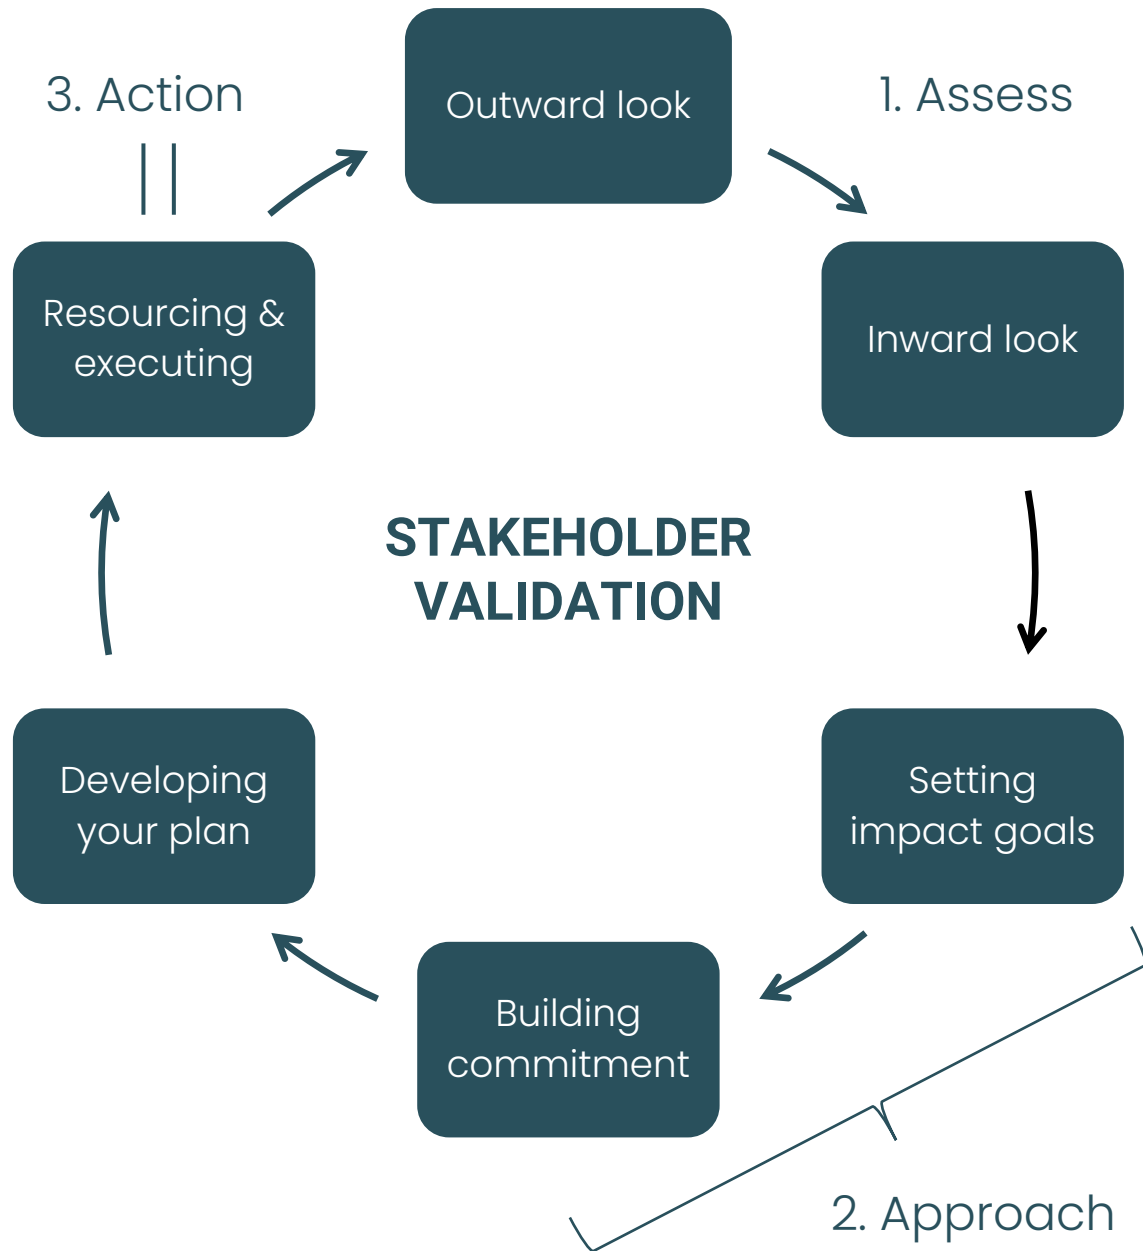 3. Action
Outward look
1. Assess
Resourcing &
executing
Inward look
STAKEHOLDER
VALIDATION
Developing
your plan
Setting
impact goals
Building
commitment
2. Approach